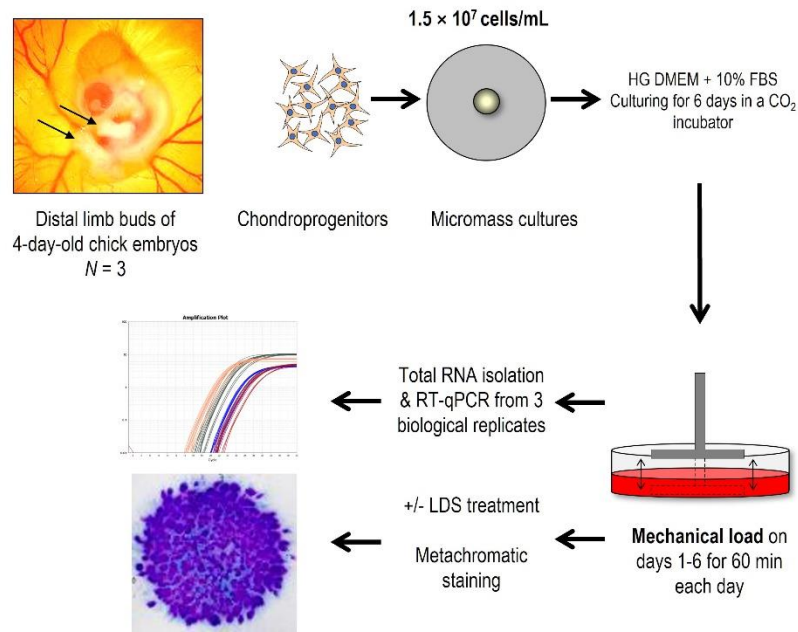 1.5 × 10⁷ cells/mL
HG DMEM + 10% FBS
Culturing for 6 days in a CO₂
incubator
Distal limb buds of
4-day-old chick embryos
N = 3
Chondroprogenitors
Micromass cultures
Amplification Plot
Total RNA isolation
& RT-qPCR from 3
biological replicates
+/- LDS treatment
Metachromatic
staining
Mechanical load on
days 1-6 for 60 min
each day